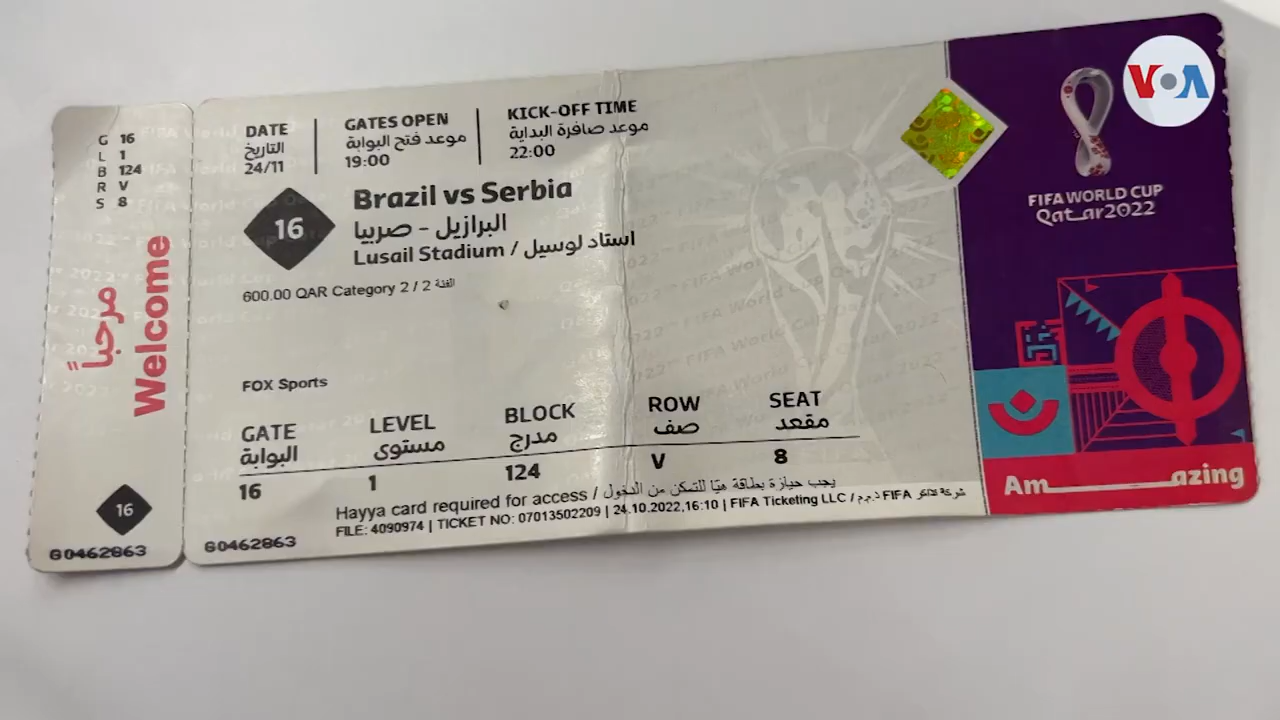 G 16
L 1
B 124
R V
S 8
مرحباً
Welcome
16
G0462863
DATE
التاريخ
24/11
GATES OPEN
موعد فتح البوابة
19:00
KICK-OFF TIME
موعد صافرة البداية
22:00
16
Brazil vs Serbia
البرازيل - صربيا
Lusail Stadium / استاد لوسيل
600.00 QAR Category 2 / 2 الفئة
FOX Sports
GATE
البوابة
16
LEVEL
مستوى
1
BLOCK
مدرج
124
ROW
صف
V
SEAT
مقعد
8
Hayya card required for access / يجب حيازة بطاقة هيّا للتمكن من الدخول
FILE: 4090974 | TICKET NO: 07013502209 | 24.10.2022,16:10 | FIFA Ticketing LLC / شركة تذاكر FIFA ذ.م.م
G0462863
VOA
FIFA WORLD CUP
Qatar2022
Am______azing